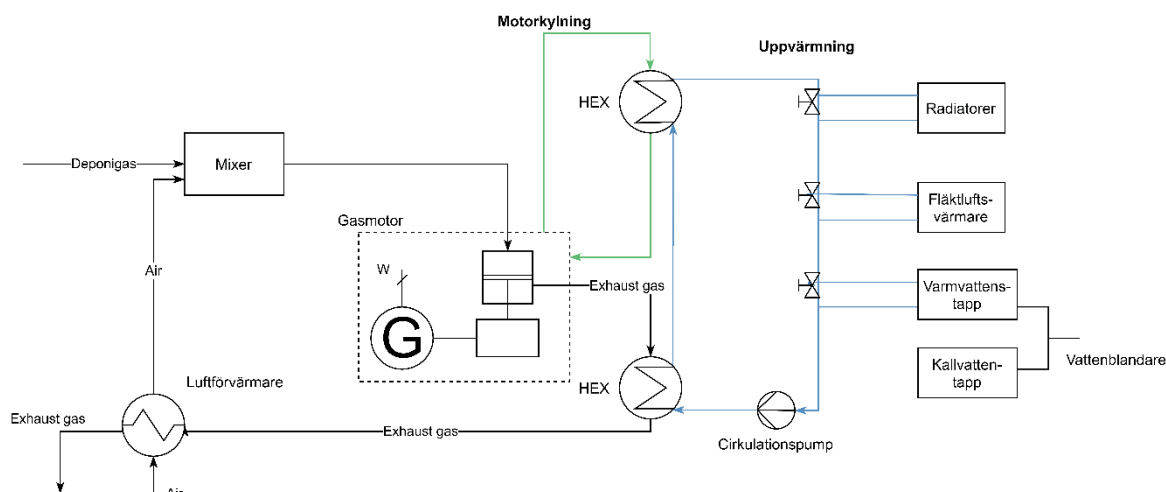 Motorkylning
Uppvärmning
HEX
Radiatorer
Deponigas
Mixer
Fläktlufts-
värmare
Gasmotor
Air
W
Exhaust gas
Varmvattens-
tapp
G
Vattenblandare
Kallvatten-
tapp
Luftförvärmare
HEX
Exhaust gas
Exhaust gas
Cirkulationspump
Air